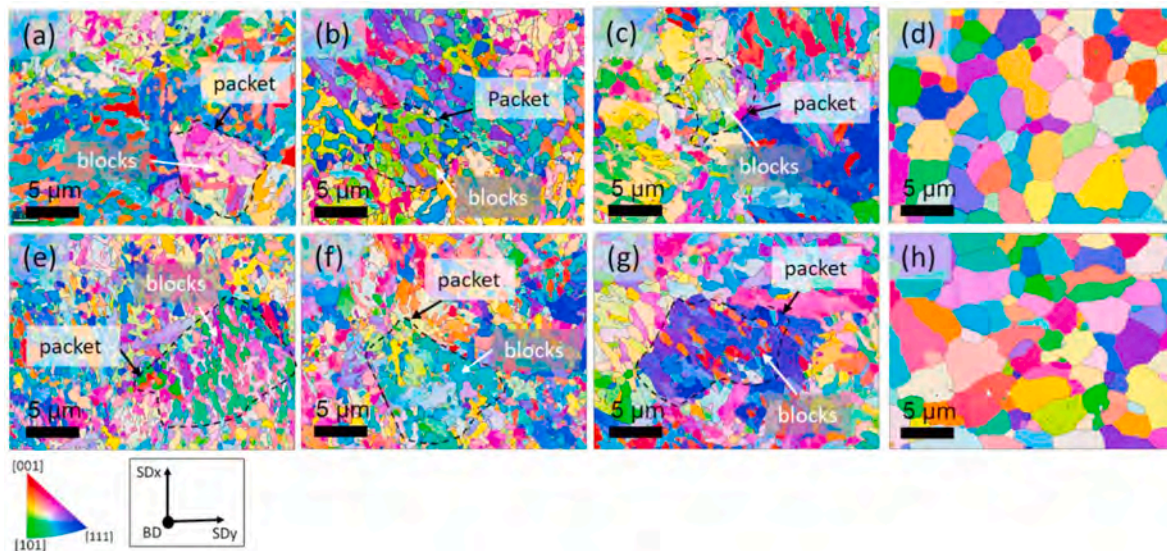 (a)
packet
blocks
5 μm
(b)
Packet
blocks
5 μm
(c)
packet
blocks
5 μm
(d)
5 μm
(e)
blocks
packet
5 μm
(f)
packet
blocks
5 μm
(g)
packet
blocks
5 μm
(h)
5 μm
[001]
[101]
[111]
SDx
BD
SDy